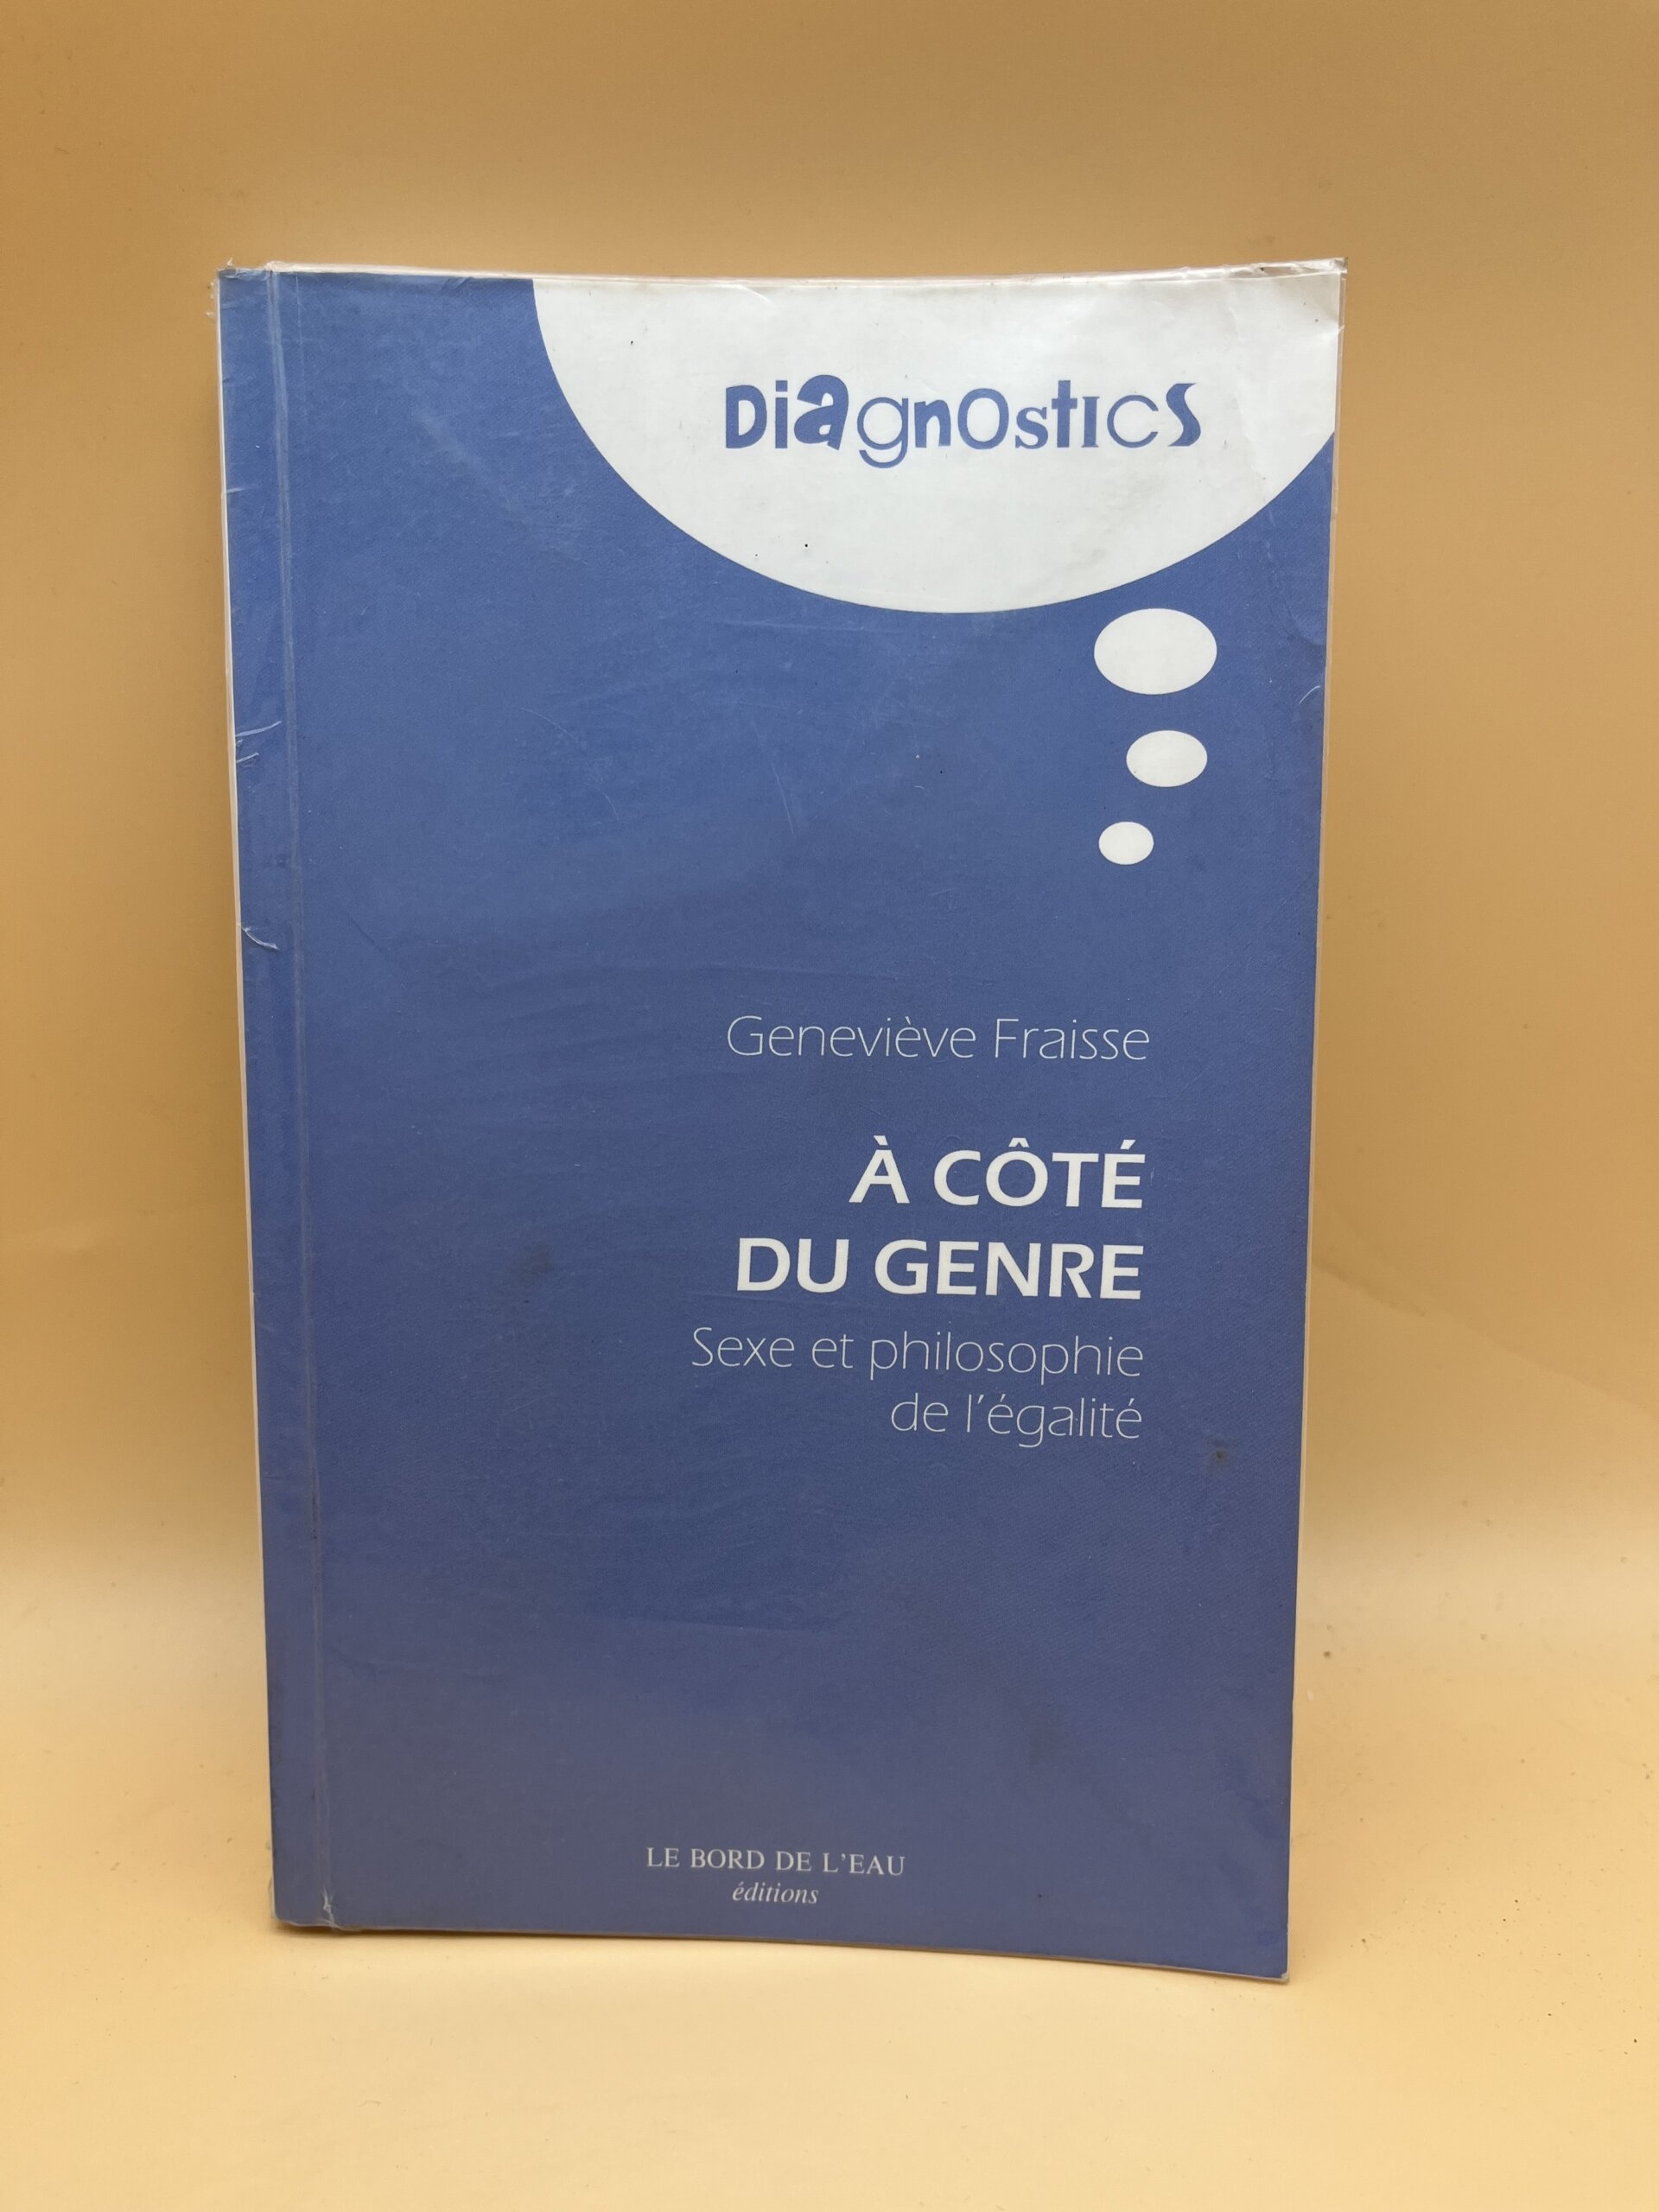 Diagnostics
Geneviève Fraisse
À CÔTÉ
DU GENRE
Sexe et philosophie
de l'égalité
LE BORD DE L'EAU
éditions